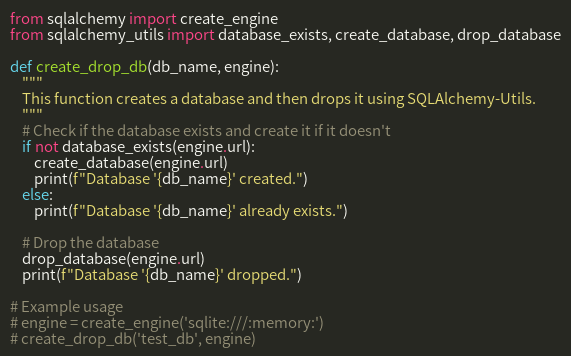 from sqlalchemy import create_engine
from sqlalchemy_utils import database_exists, create_database, drop_database

def create_drop_db(db_name, engine):
    """
    This function creates a database and then drops it using SQLAlchemy-Utils.
    """
    # Check if the database exists and create it if it doesn't
    if not database_exists(engine.url):
        create_database(engine.url)
        print(f"Database '{db_name}' created.")
    else:
        print(f"Database '{db_name}' already exists.")

    # Drop the database
    drop_database(engine.url)
    print(f"Database '{db_name}' dropped.")

# Example usage
# engine = create_engine('sqlite:///:memory:')
# create_drop_db('test_db', engine)